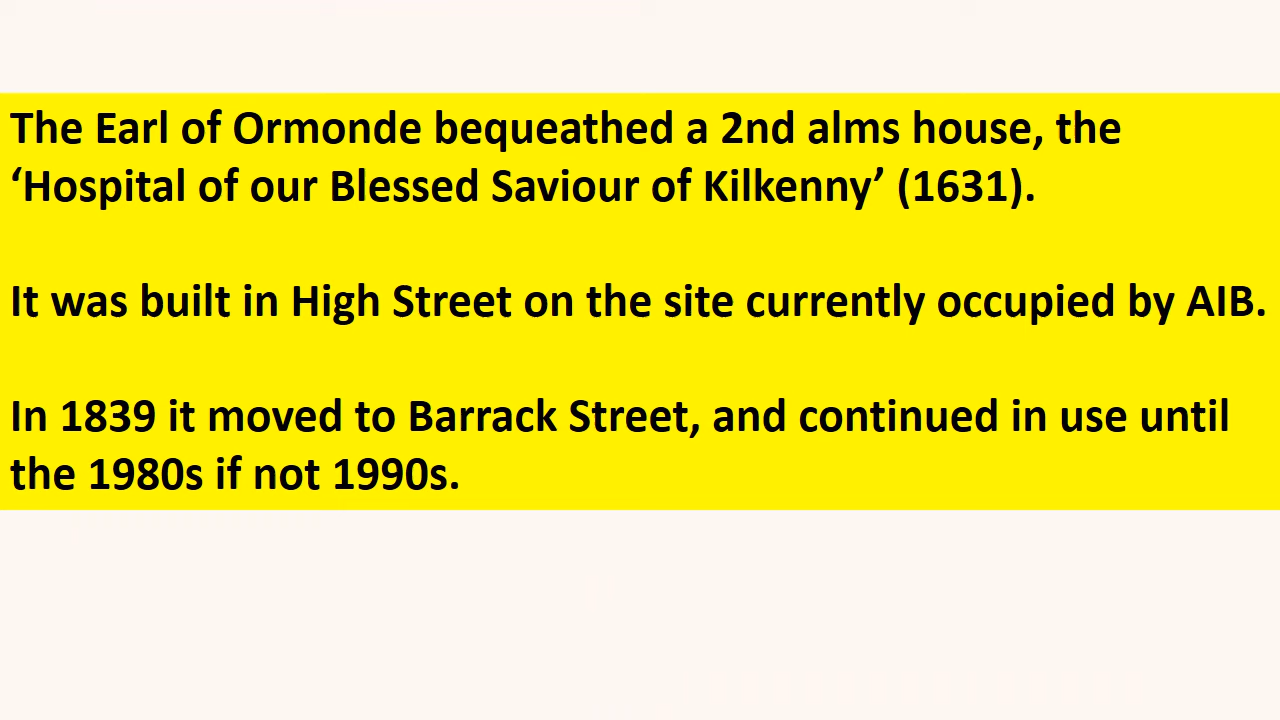 The Earl of Ormonde bequeathed a 2nd alms house, the
‘Hospital of our Blessed Saviour of Kilkenny’ (1631).
It was built in High Street on the site currently occupied by AIB.
In 1839 it moved to Barrack Street, and continued in use until
the 1980s if not 1990s.